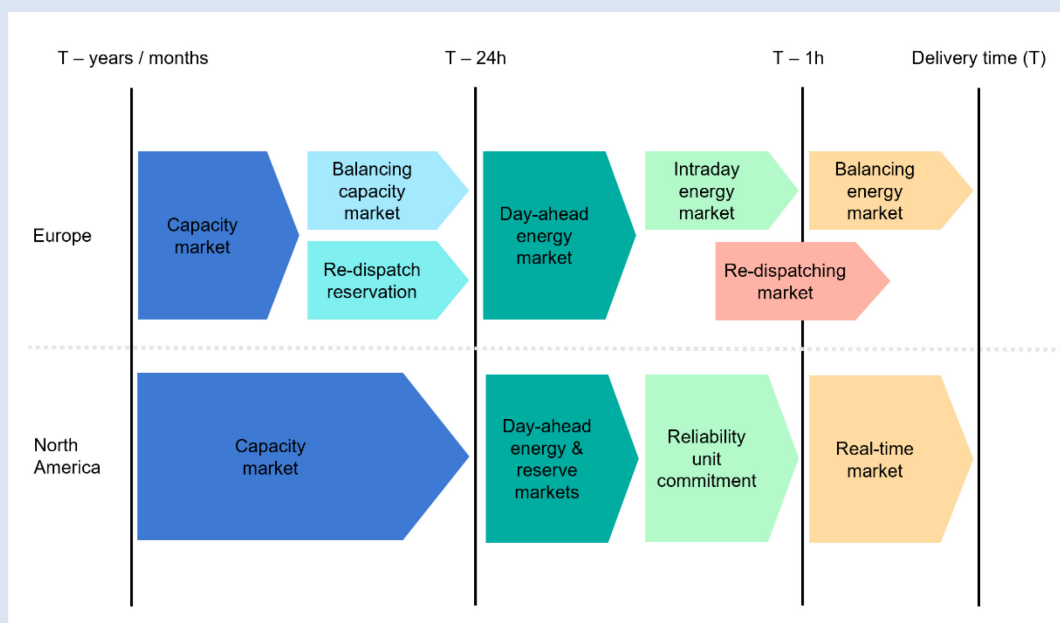 T – years / months
T – 24h
T – 1h
Delivery time (T)
Europe
Capacity
market
Balancing
capacity
market
Re-dispatch
reservation
Day-ahead
energy
market
Intraday
energy
market
Balancing
energy
market
Re-dispatching
market
North
America
Capacity
market
Day-ahead
energy &
reserve
markets
Reliability
unit
commitment
Real-time
market